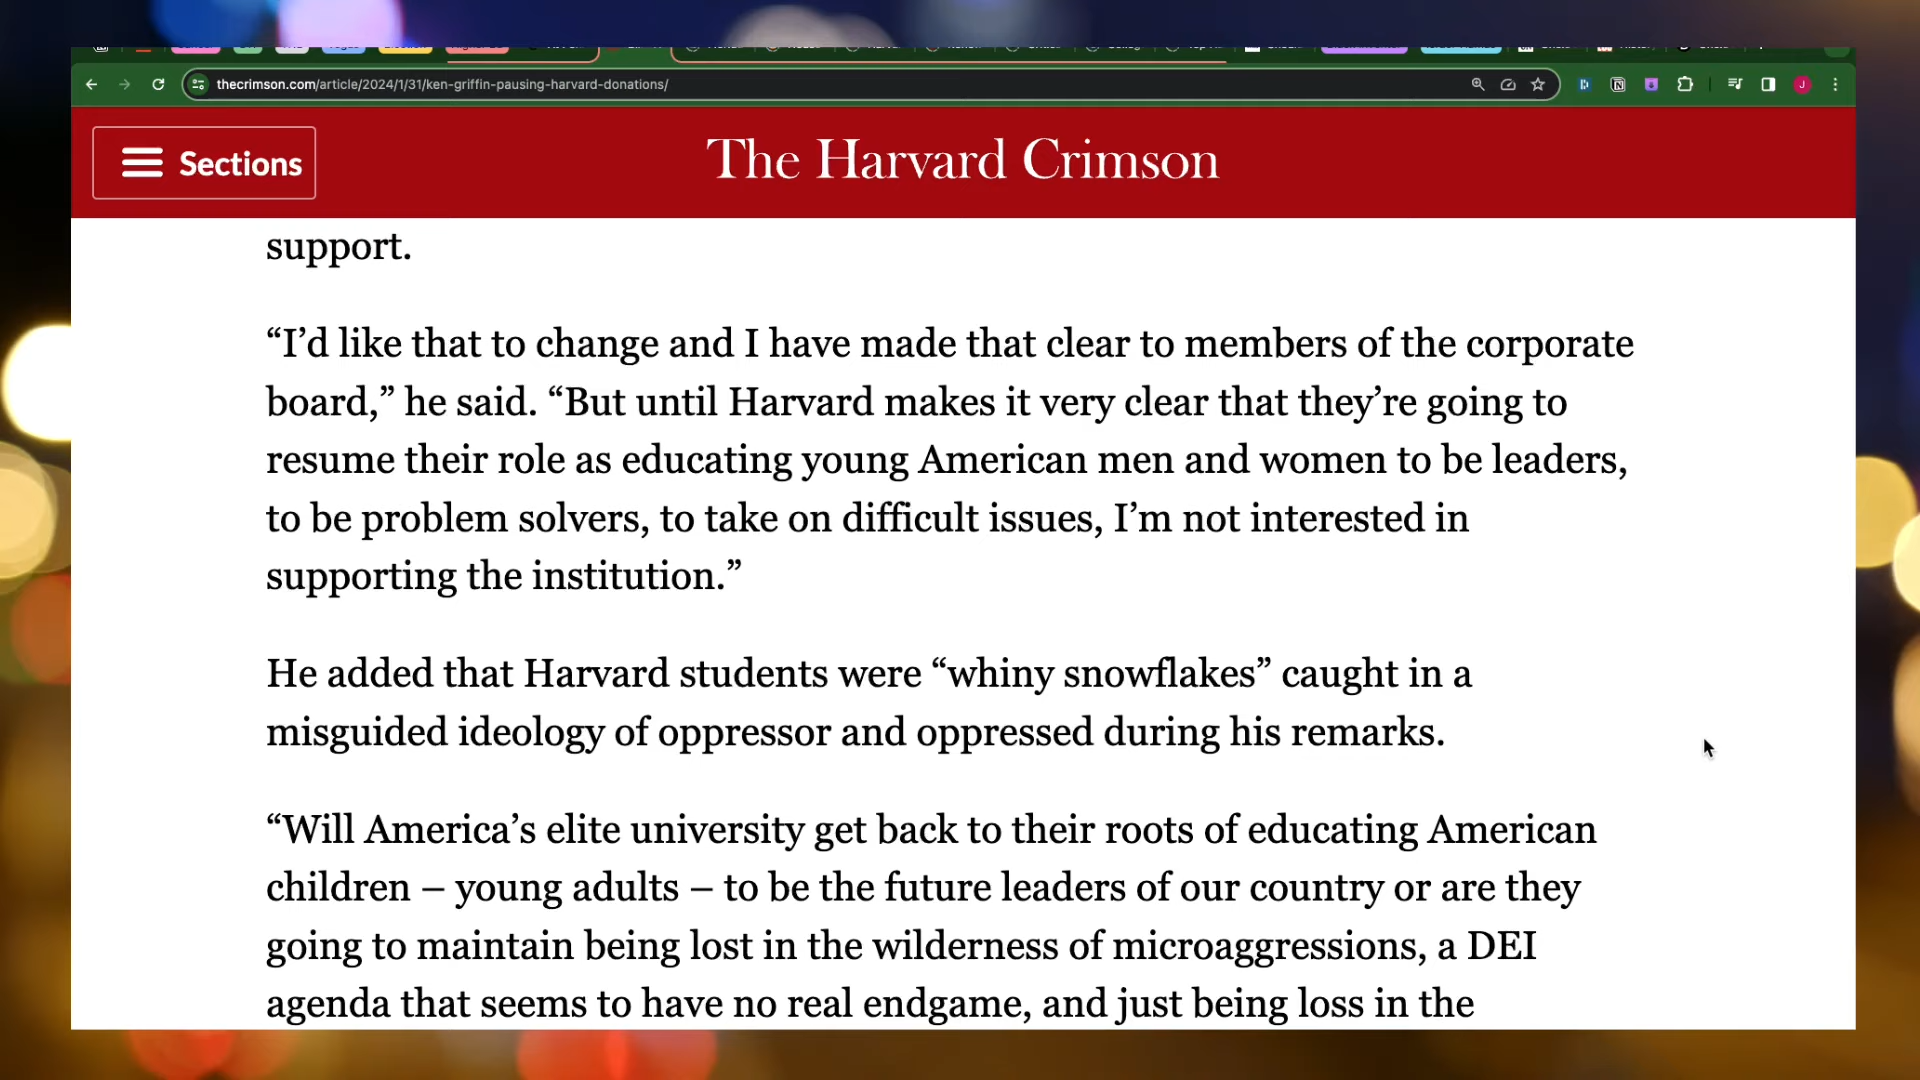 thecrimson.com/article/2024/1/31/ken-griffin-pausing-harvard-donations/
J
Sections
The Harvard Crimson
support.
“I’d like that to change and I have made that clear to members of the corporate
board,” he said. “But until Harvard makes it very clear that they’re going to
resume their role as educating young American men and women to be leaders,
to be problem solvers, to take on difficult issues, I’m not interested in
supporting the institution.”
He added that Harvard students were “whiny snowflakes” caught in a
misguided ideology of oppressor and oppressed during his remarks.
“Will America’s elite university get back to their roots of educating American
children – young adults – to be the future leaders of our country or are they
going to maintain being lost in the wilderness of microaggressions, a DEI
agenda that seems to have no real endgame, and just being loss in the